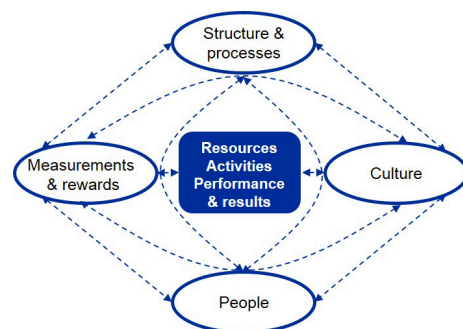 Structure &
processes
Measurements
& rewards
Resources
Activities
Performance
& results
Culture
People